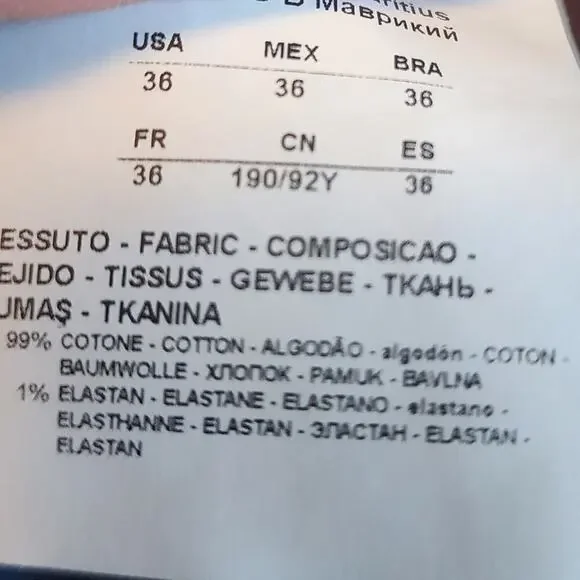 В Маврикий
USA MEX BRA
36 36 36
FR CN ES
36 190/92Y 36
ESSUTO - FABRIC - COMPOSICAO -
EJIDO - TISSUS - GEWEBE - ТКАНЬ -
UMAŞ - TKANINA
99% COTONE - COTTON - ALGODÃO - algodón - COTON -
BAUMWOLLE - ХЛОПОК - PAMUK - BAVLNA
1% ELASTAN - ELASTANE - ELASTANO - elastano -
ELASTHANNE - ELASTAN - ЭЛАСТАН - ELASTAN -
ELASTAN